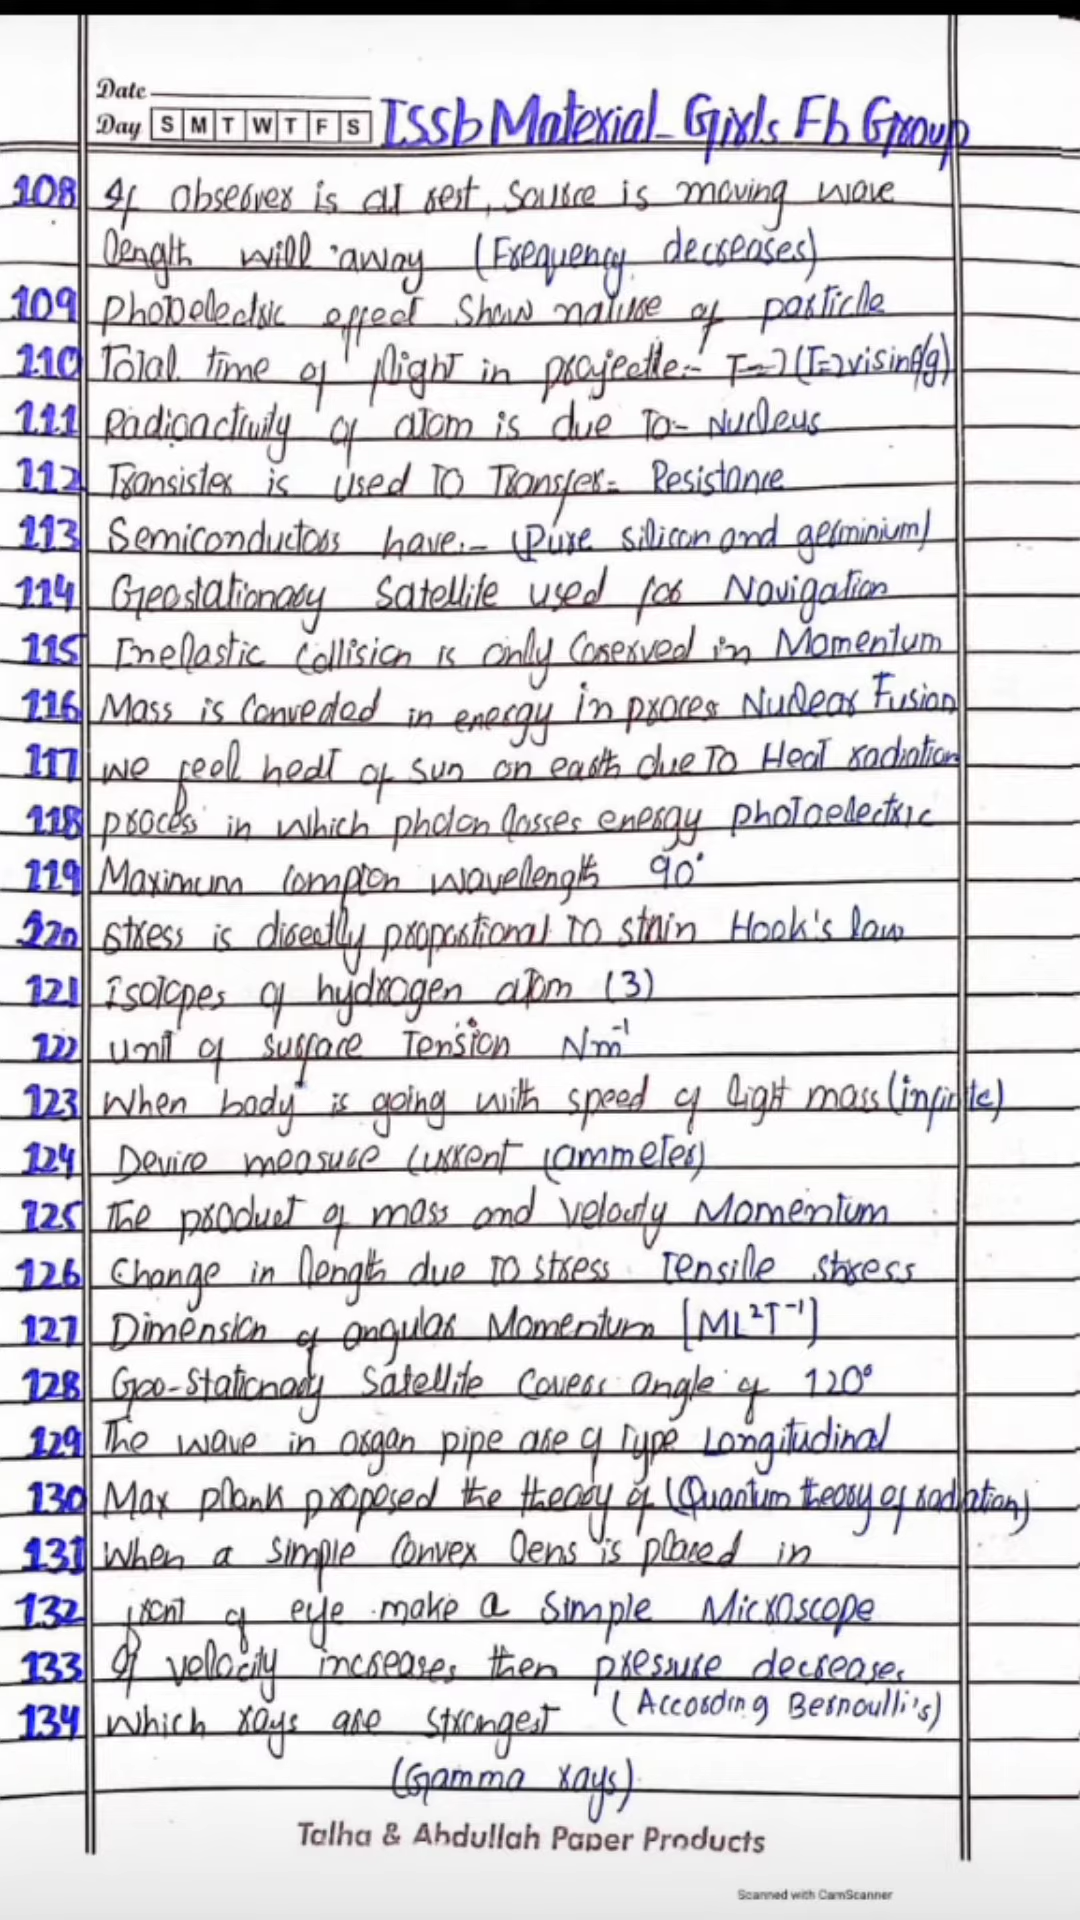 Date
Day S M T W T F S Issb Material Girls Fb Group
108 If observer is at rest, source is moving wave
length will away (Frequency decreases)
109 Photoelectric effect show nature of particle
110 Total time of flight in projectile:- T=? (T=2visinθ/g)
111 Radioactivity of atom is due to:- Nucleus
112 Transister is used To Transfer= Resistance
113 Semiconductors have:- (Pure silicon and germinium)
114 Geostationary Satellite used for Navigation
115 Inelastic Collision is only Coserved in Momentum
116 Mass is Conveded in energy in proces Nuclear Fusion
117 we feel heat of sun on earth due To Heat radiation
118 process in which photon losses energy photoelectric
119 Maximum compton wavelength 90°
120 stress is directly proportional To strain Hook's law
121 isotopes of hydrogen atom (3)
122 unit of surface Tension Nm⁻¹
123 When body is going with speed of light mass (infinite)
124 Device measure current (ammeter)
125 The product of mass and velocity Momentum
126 Change in length due to stress Tensile stress
127 Dimension of angular Momentum [ML²T⁻¹]
128 Geo-Stationary Satellite Covers angle of 120°
129 The wave in organ pipe are of Type Longitudinal
130 Max plank proposed the theory of (Quantum theory of radiation)
131 When a simple Convex lens is placed in
132 front of eye make a Simple Microscope
133 If velocity increases then pressure decreases
134 which rays are strongest (According Bernoulli's)
(Gamma rays)
Talha & Abdullah Paper Products
Scanned with CamScanner